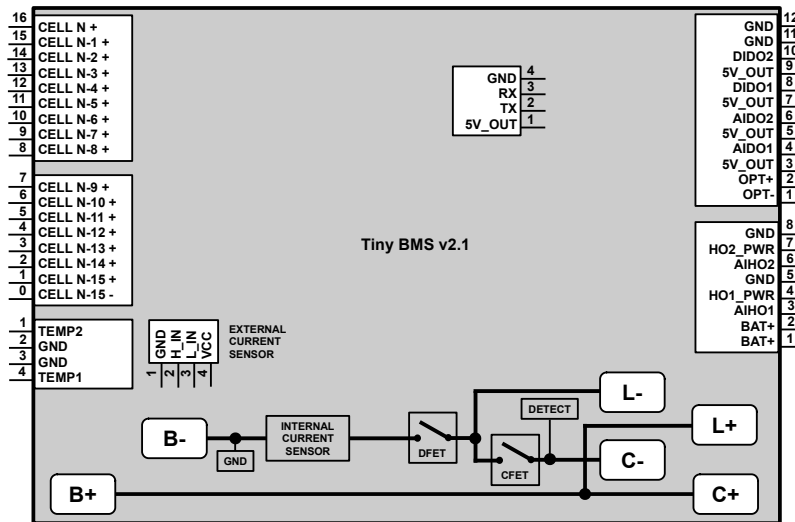 16 CELL N +
15 CELL N-1 +
14 CELL N-2 +
13 CELL N-3 +
12 CELL N-4 +
11 CELL N-5 +
10 CELL N-6 +
9 CELL N-7 +
8 CELL N-8 +
7 CELL N-9 +
6 CELL N-10 +
5 CELL N-11 +
4 CELL N-12 +
3 CELL N-13 +
2 CELL N-14 +
1 CELL N-15 +
0 CELL N-15 -
1 TEMP2
2 GND
3 GND
4 TEMP1
GND 4
RX 3
TX 2
5V_OUT 1
GND 12
GND 11
DIDO2 10
5V_OUT 9
DIDO1 8
5V_OUT 7
AIDO2 6
5V_OUT 5
AIDO1 4
5V_OUT 3
OPT+ 2
OPT- 1
Tiny BMS v2.1
GND 8
HO2_PWR 7
AIHO2 6
GND 5
HO1_PWR 4
AIHO1 3
BAT+ 2
BAT+ 1
1 GND
2 H_IN
3 L_IN
4 VCC
EXTERNAL
CURRENT
SENSOR
B-
GND
INTERNAL
CURRENT
SENSOR
DFET
CFET
DETECT
L-
L+
C-
B+
C+